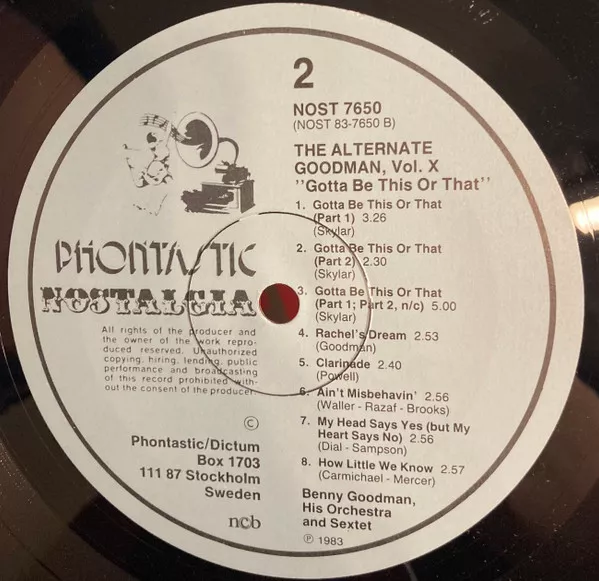 2
NOST 7650
(NOST 83-7650 B)
THE ALTERNATE
GOODMAN, Vol. X
"Gotta Be This Or That"
1. Gotta Be This Or That
(Part 1) 3.26
(Skylar)
2. Gotta Be This Or That
(Part 2) 2.30
(Skylar)
3. Gotta Be This Or That
(Part 1; Part 2, n/c) 5.00
(Skylar)
4. Rachel's Dream 2.53
(Goodman)
5. Clarinade 2.40
(Powell)
6. Ain't Misbehavin' 2.56
(Waller - Razaf - Brooks)
7. My Head Says Yes (but My
Heart Says No) 2.56
(Dial - Sampson)
8. How Little We Know 2.57
(Carmichael - Mercer)
Benny Goodman,
His Orchestra
and Sextet
℗ 1983
PHONTASTIC
NOSTALGIA
All rights of the producer and
the owner of the work repro-
duced reserved. Unauthorized
copying, hiring, lending, public
performance and broadcasting
of this record prohibited with-
out the consent of the producer.
©
Phontastic/Dictum
Box 1703
111 87 Stockholm
Sweden
ncb